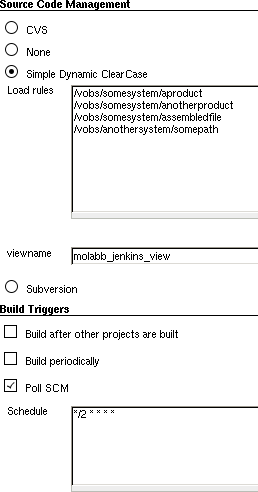 Source Code Management
CVS
None
Simple Dynamic ClearCase
Load rules
/vobs/somesystem/aproduct
/vobs/somesystem/anotherproduct
/vobs/somesystem/assembledfile
/vobs/anothersystem/somepath
viewname
molabb_jenkins_view
Subversion
Build Triggers
Build after other projects are built
Build periodically
Poll SCM
Schedule
*/2 * * * *